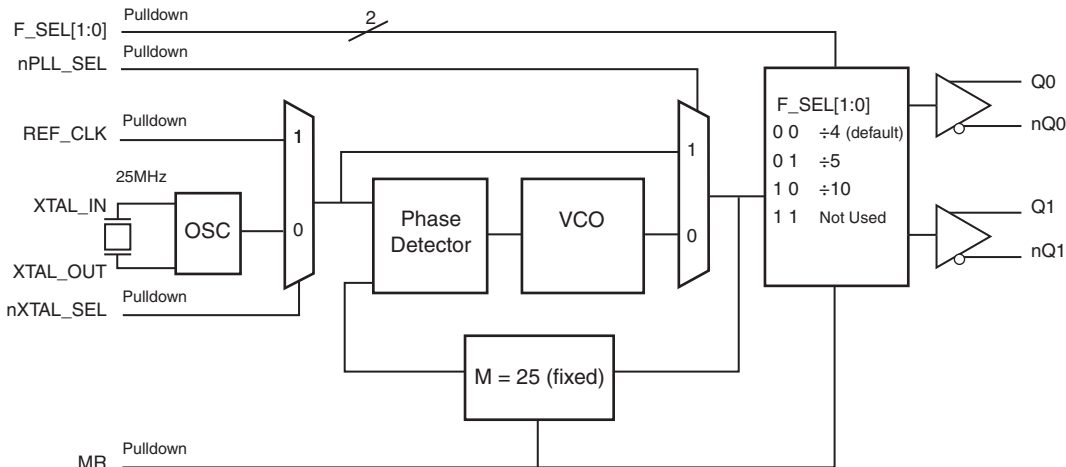 F_SEL[1:0] Pulldown 2
nPLL_SEL Pulldown
REF_CLK Pulldown
25MHz
XTAL_IN
OSC
XTAL_OUT
nXTAL_SEL Pulldown
1
0
Phase
Detector
VCO
1
0
M = 25 (fixed)
F_SEL[1:0]
0 0 ÷4 (default)
0 1 ÷5
1 0 ÷10
1 1 Not Used
Q0
nQ0
Q1
nQ1
MR Pulldown